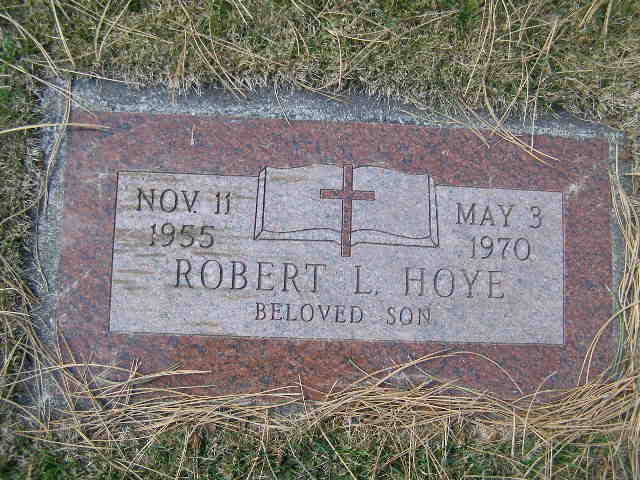 NOV. 11
1955
MAY 3
1970
ROBERT L. HOYE
BELOVED SON